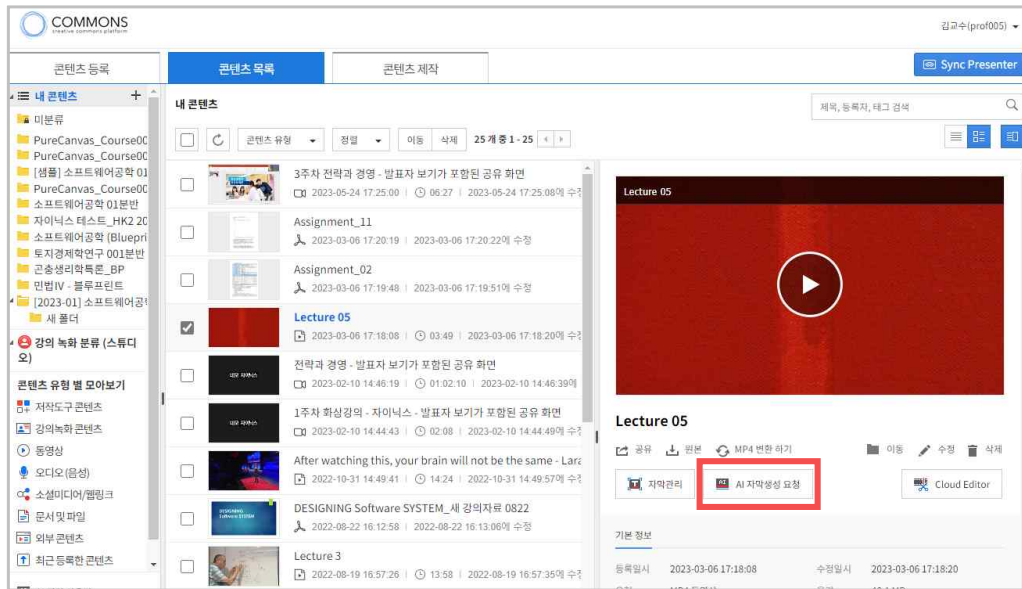 COMMONS
creative commons platform
김교수(prof005)
콘텐츠 등록
콘텐츠 목록
콘텐츠 제작
Sync Presenter
내 콘텐츠 +
미분류
PureCanvas_Course00
PureCanvas_Course00
[샘플] 소프트웨어공학 01
PureCanvas_Course00
소프트웨어공학 01분반
자이닉스 테스트_HK2 20
소프트웨어공학 (Bluepri
토지경제학연구 001분반
곤충생리학특론_BP
민법IV - 블루프린트
[2023-01] 소프트웨어공
새 폴더
강의 녹화 분류 (스튜디
오)
콘텐츠 유형 별 모아보기
저작도구 콘텐츠
강의녹화 콘텐츠
동영상
오디오 (음성)
소셜미디어/웹링크
문서 및 파일
외부 콘텐츠
최근 등록한 콘텐츠
내 콘텐츠
제목, 등록자, 태그 검색
콘텐츠 유형
정렬
이동
삭제
25 개 중 1 - 25
3주차 전략과 경영 - 발표자 보기가 포함된 공유 화면
2023-05-24 17:25:00 | 06:27 | 2023-05-24 17:25:08에 수정
Assignment_11
2023-03-06 17:20:19 | 2023-03-06 17:20:22에 수정
Assignment_02
2023-03-06 17:19:48 | 2023-03-06 17:19:51에 수정
Lecture 05
2023-03-06 17:18:08 | 03:49 | 2023-03-06 17:18:20에 수정
전략과 경영 - 발표자 보기가 포함된 공유 화면
2023-02-10 14:46:19 | 01:02:10 | 2023-02-10 14:46:39에
1주차 화상강의 - 자이닉스 - 발표자 보기가 포함된 공유 화면
2023-02-10 14:44:43 | 02:08 | 2023-02-10 14:44:49에 수정
After watching this, your brain will not be the same - Lara
2022-10-31 14:49:41 | 14:24 | 2022-10-31 14:49:57에 수정
DESIGNING Software SYSTEM_새 강의자료 0822
2022-08-22 16:12:58 | 2022-08-22 16:13:06에 수정
Lecture 3
2022-08-19 16:57:26 | 13:58 | 2022-08-19 16:57:35에 수정
Lecture 05
Lecture 05
공유
원본
MP4 변환 하기
이동
수정
삭제
자막관리
AI 자막생성 요청
Cloud Editor
기본 정보
등록일시 2023-03-06 17:18:08
수정일시 2023-03-06 17:18:20